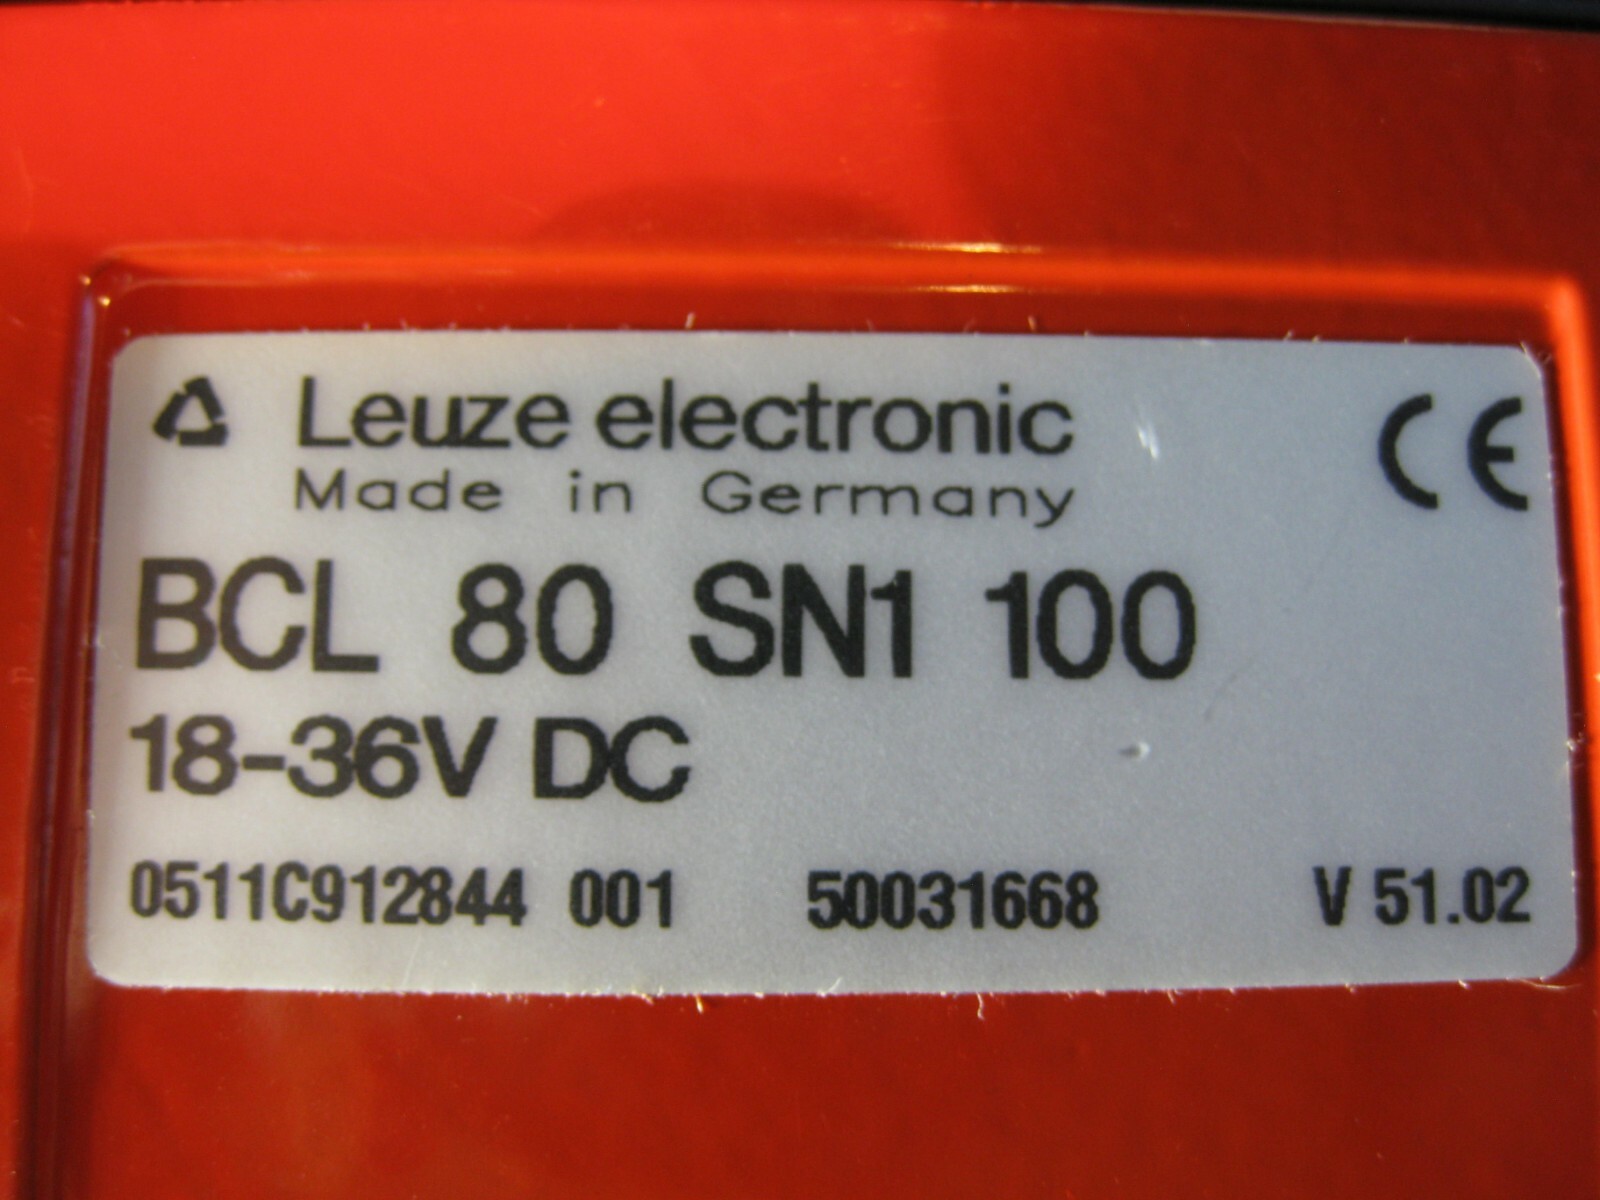 Leuze electronic CE
Made in Germany
BCL 80 SN1 100
18-36V DC
0511C912844 001 50031668 V 51.02